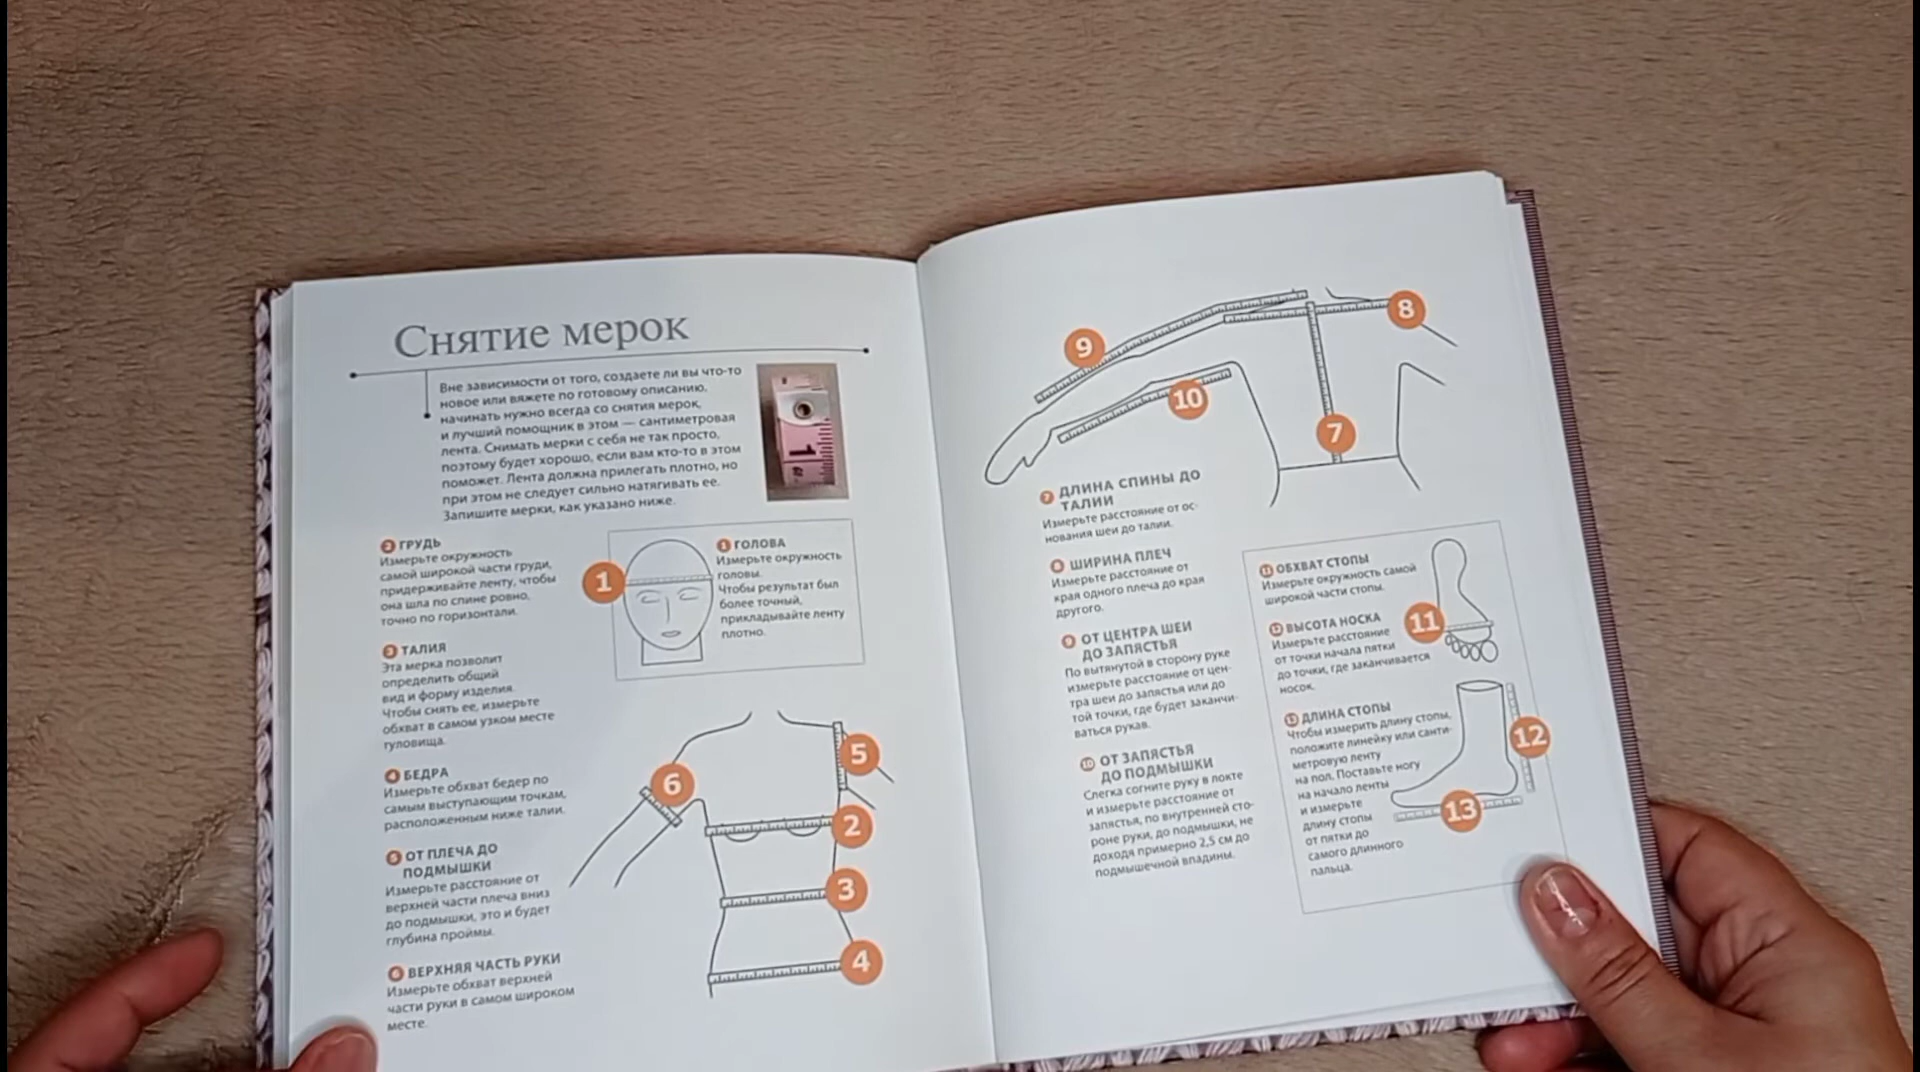 Снятие мерок
Вне зависимости от того, создаете ли вы что-то
новое или вяжете по готовому описанию,
начинать нужно всегда со снятия мерок,
и лучший помощник в этом — сантиметровая
лента. Снимать мерки с себя не так просто,
поэтому будет хорошо, если вам кто-то в этом
поможет. Лента должна прилегать плотно, но
при этом не следует сильно натягивать ее.
Запишите мерки, как указано ниже.
1
2 ГРУДЬ
Измерьте окружность
самой широкой части груди,
придерживайте ленту, чтобы
она шла по спине ровно,
точно по горизонтали.
3 ТАЛИЯ
Эта мерка позволит
определить общий
вид и форму изделия.
Чтобы снять ее, измерьте
обхват в самом узком месте
туловища.
4 БЕДРА
Измерьте обхват бедер по
самым выступающим точкам,
расположенным ниже талии.
5 ОТ ПЛЕЧА ДО
ПОДМЫШКИ
Измерьте расстояние от
верхней части плеча вниз
до подмышки, это и будет
глубина проймы.
6 ВЕРХНЯЯ ЧАСТЬ РУКИ
Измерьте обхват верхней
части руки в самом широком
месте.
1
1 ГОЛОВА
Измерьте окружность
головы.
Чтобы результат был
более точный,
прикладывайте ленту
плотно.
5
6
2
3
4
9
8
10
7
7 ДЛИНА СПИНЫ ДО
ТАЛИИ
Измерьте расстояние от ос-
нования шеи до талии.
8 ШИРИНА ПЛЕЧ
Измерьте расстояние от
края одного плеча до края
другого.
9 ОТ ЦЕНТРА ШЕИ
ДО ЗАПЯСТЬЯ
По вытянутой в сторону руке
измерьте расстояние от цен-
тра шеи до запястья или до
той точки, где будет заканчи-
ваться рукав.
10 ОТ ЗАПЯСТЬЯ
ДО ПОДМЫШКИ
Слегка согните руку в локте
и измерьте расстояние от
запястья, по внутренней сто-
роне руки, до подмышки, не
доходя примерно 2,5 см до
подмышечной впадины.
11 ОБХВАТ СТОПЫ
Измерьте окружность самой
широкой части стопы.
12 ВЫСОТА НОСКА
Измерьте расстояние
от точки начала пятки
до точки, где заканчивается
носок.
13 ДЛИНА СТОПЫ
Чтобы измерить длину стопы,
положите линейку или санти-
метровую ленту
на пол. Поставьте ногу
на начало ленты
и измерьте
длину стопы
от пятки до
самого длинного
пальца.
11
12
13